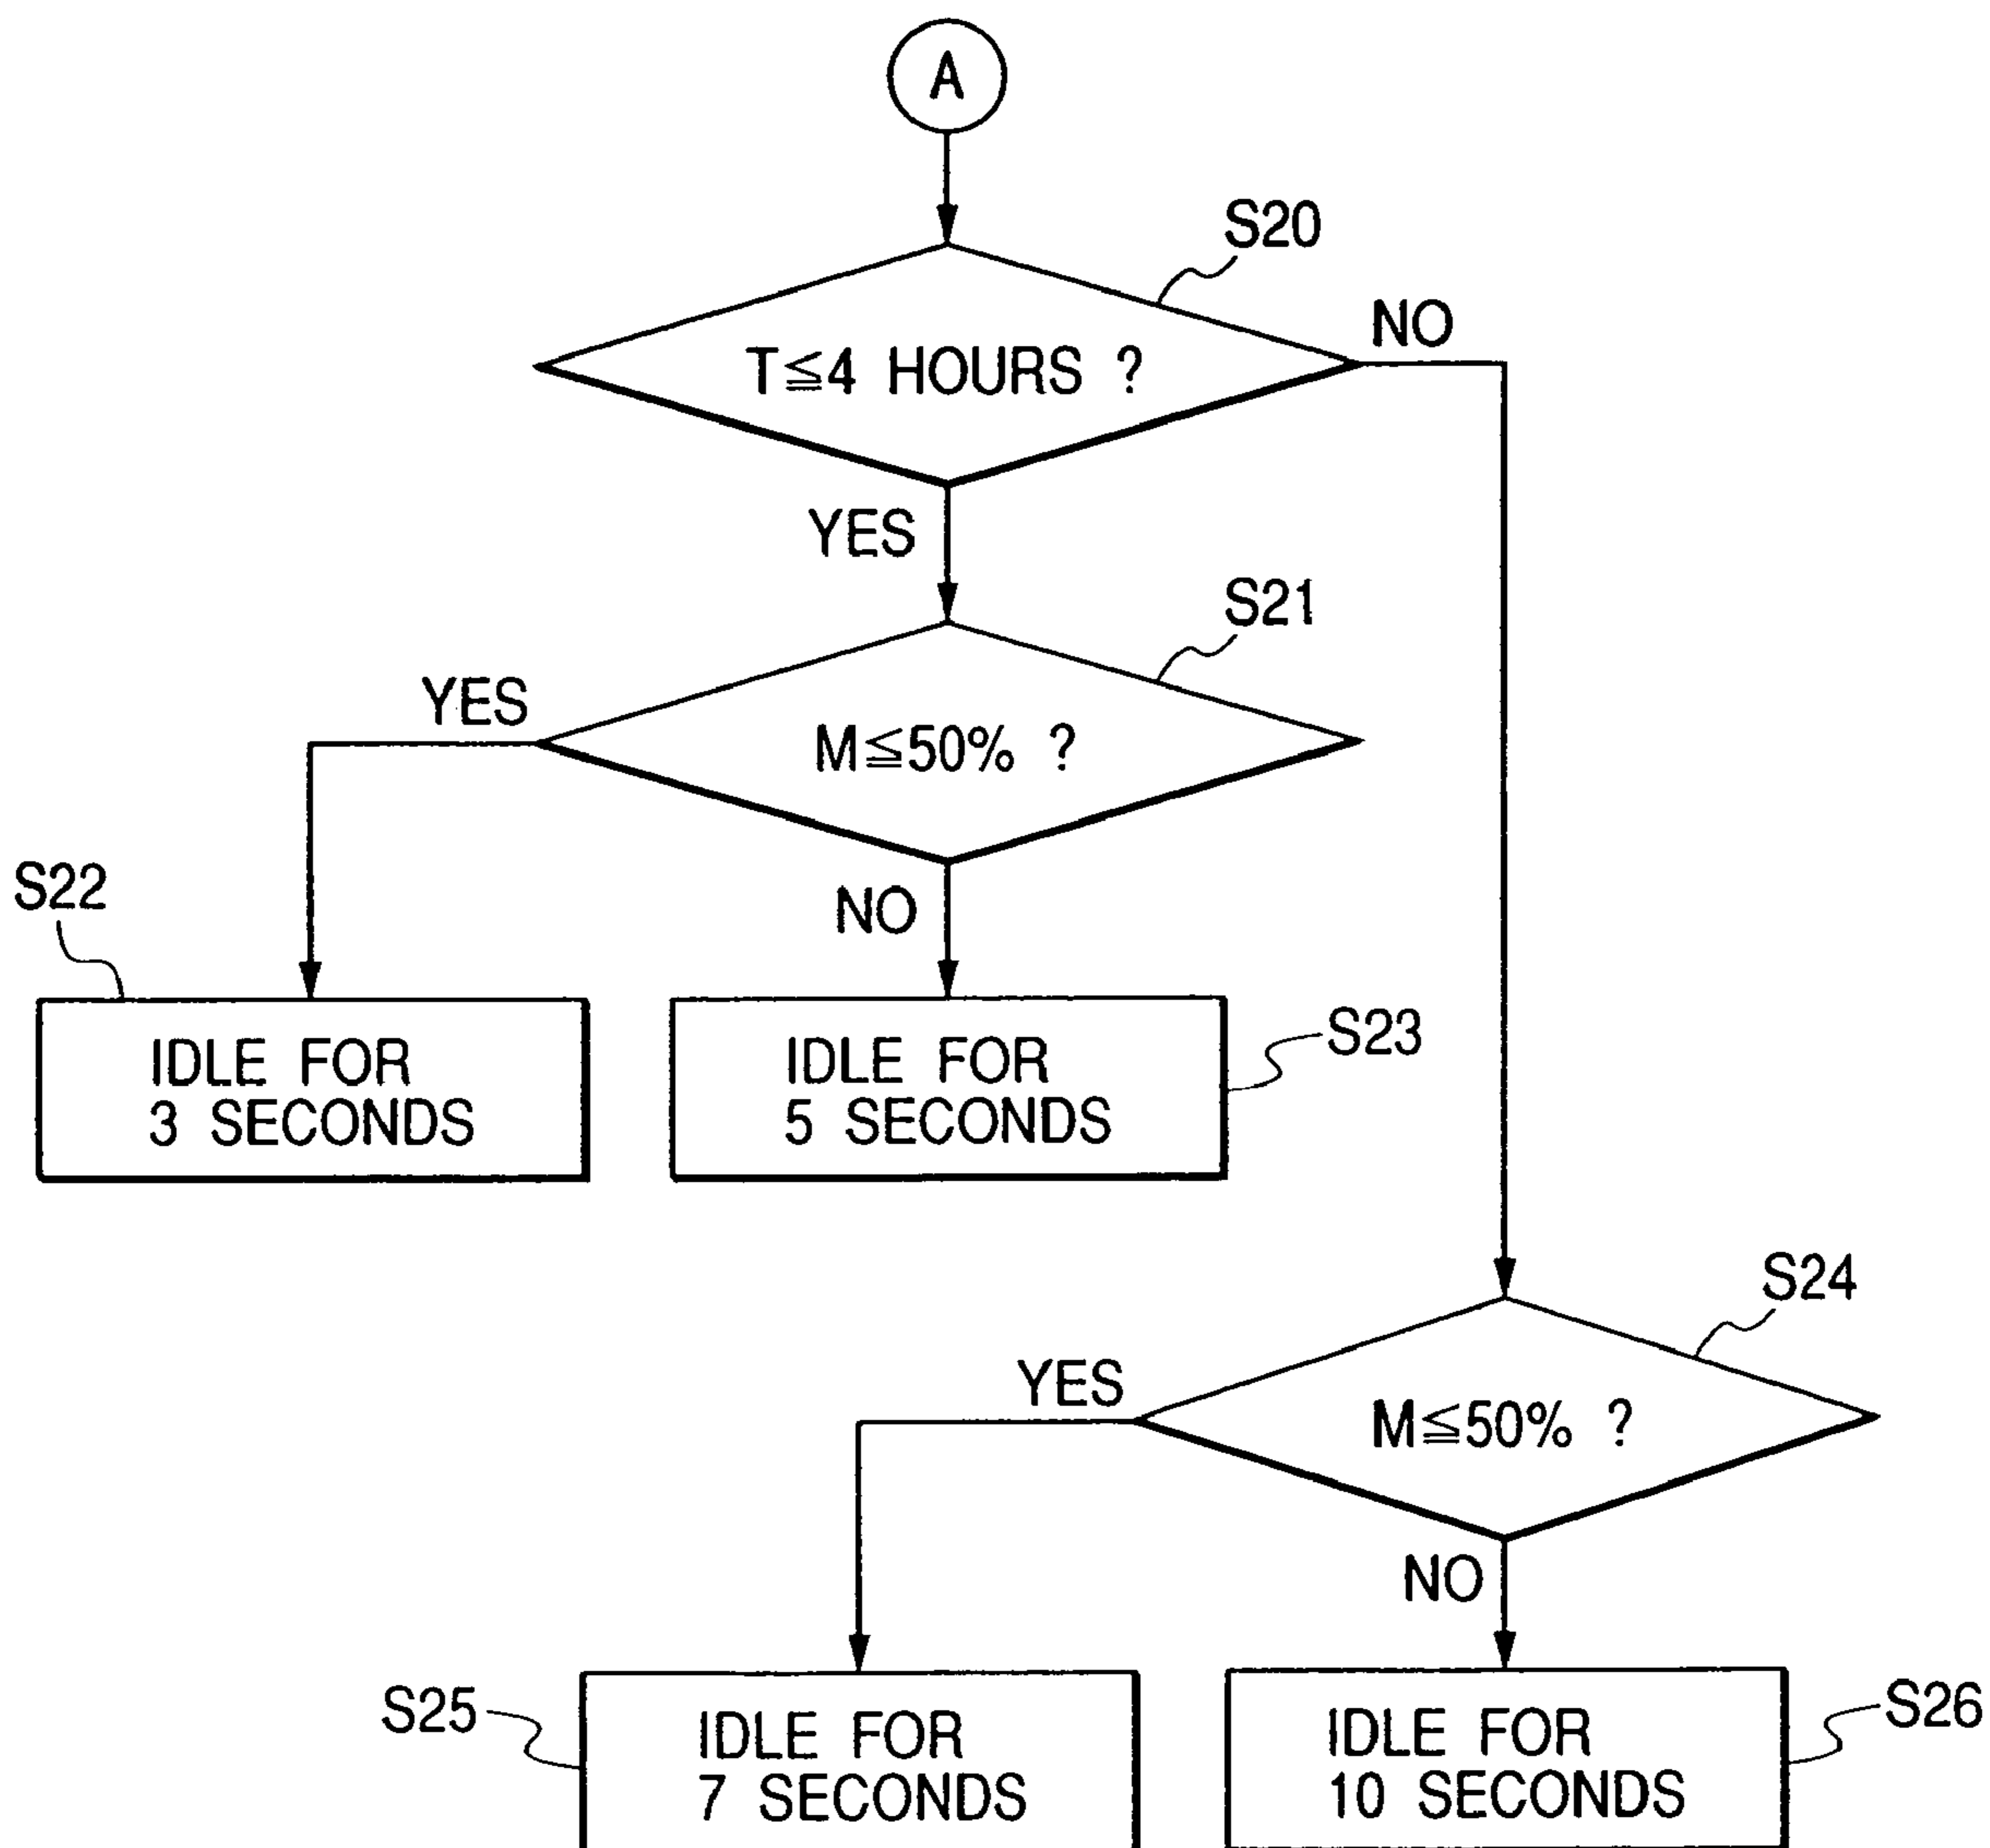 A
S20
T≦4 HOURS ?
NO
YES
S21
YES
M≦50% ?
S22
NO
IDLE FOR
3 SECONDS
IDLE FOR
5 SECONDS
S23
S24
YES
M≦50% ?
NO
S25
IDLE FOR
7 SECONDS
IDLE FOR
10 SECONDS
S26